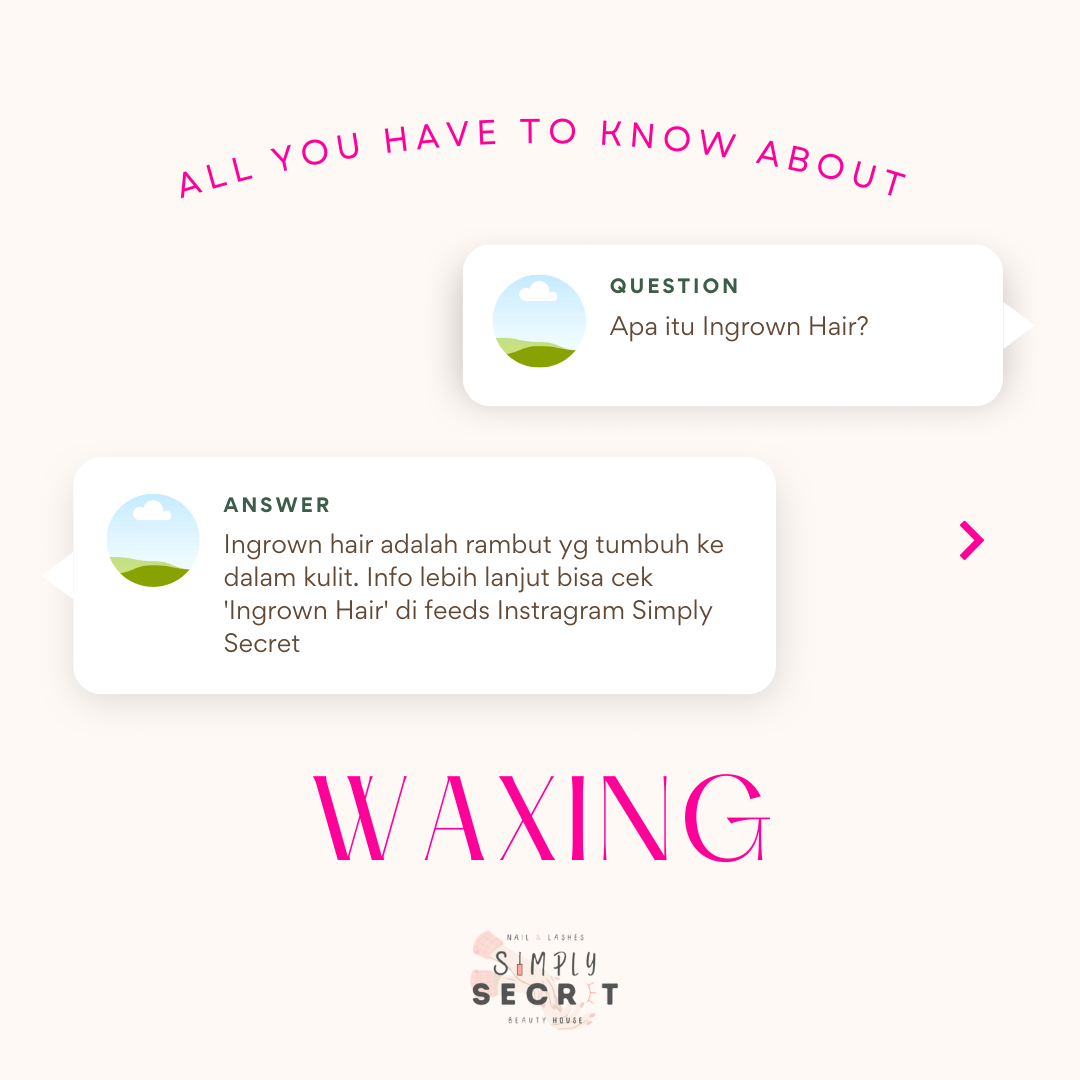 ALL YOU HAVE TO KNOW ABOUT
QUESTION
Apa itu Ingrown Hair?
ANSWER
Ingrown hair adalah rambut yg tumbuh ke
dalam kulit. Info lebih lanjut bisa cek
'Ingrown Hair' di feeds Instragram Simply
Secret
WAXING
NAIL & LASHES
SIMPLY
SECRET
BEAUTY HOUSE